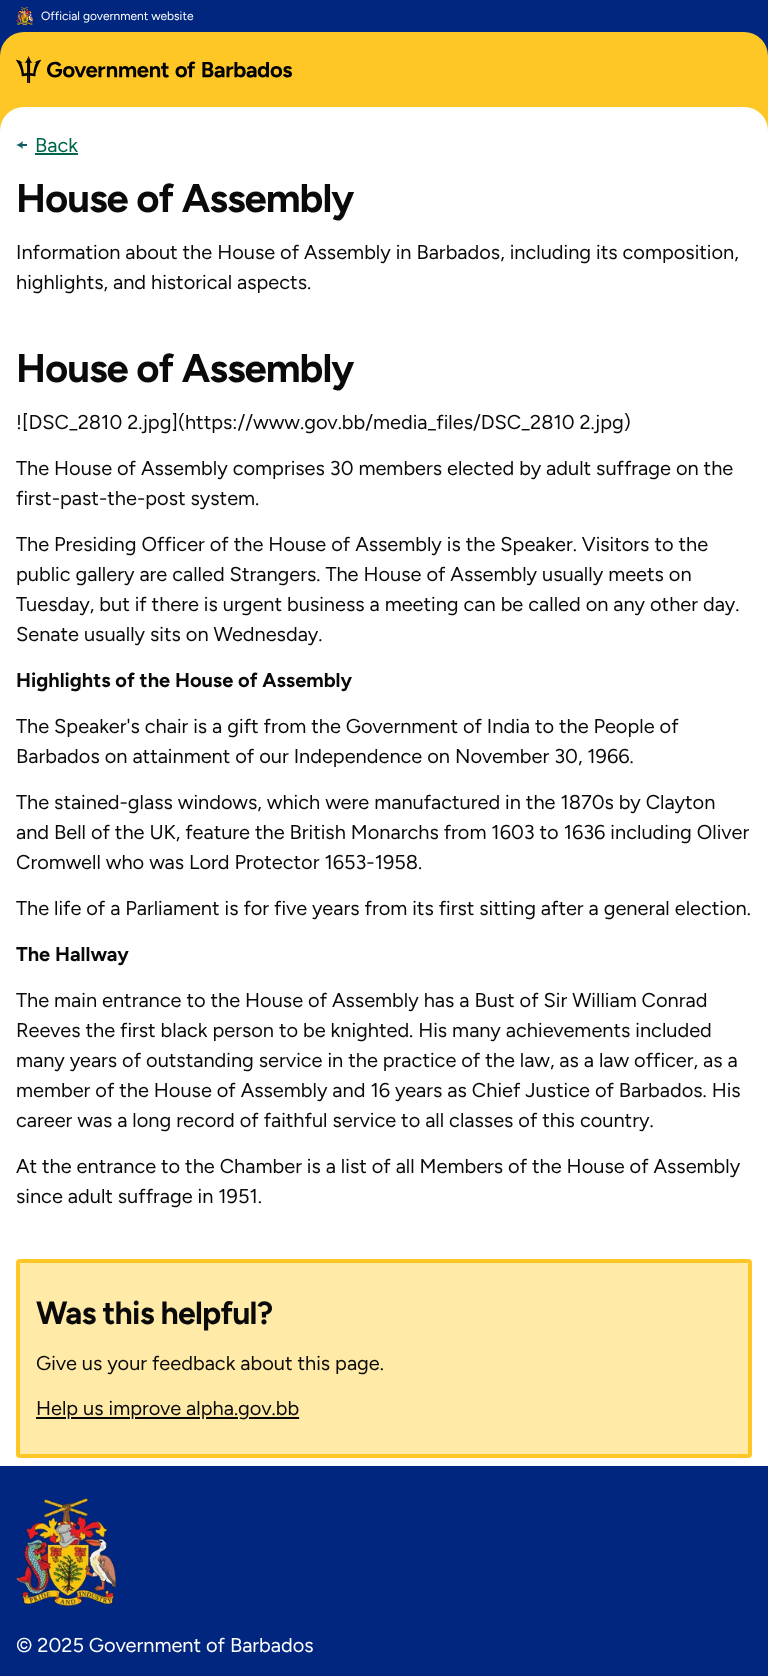 Official government website
Government of Barbados
Back
House of Assembly
Information about the House of Assembly in Barbados, including its composition,
highlights, and historical aspects.
House of Assembly
![DSC_2810 2.jpg](https://www.gov.bb/media_files/DSC_2810 2.jpg)
The House of Assembly comprises 30 members elected by adult suffrage on the
first-past-the-post system.
The Presiding Officer of the House of Assembly is the Speaker. Visitors to the
public gallery are called Strangers. The House of Assembly usually meets on
Tuesday, but if there is urgent business a meeting can be called on any other day.
Senate usually sits on Wednesday.
Highlights of the House of Assembly
The Speaker's chair is a gift from the Government of India to the People of
Barbados on attainment of our Independence on November 30, 1966.
The stained-glass windows, which were manufactured in the 1870s by Clayton
and Bell of the UK, feature the British Monarchs from 1603 to 1636 including Oliver
Cromwell who was Lord Protector 1653-1958.
The life of a Parliament is for five years from its first sitting after a general election.
The Hallway
The main entrance to the House of Assembly has a Bust of Sir William Conrad
Reeves the first black person to be knighted. His many achievements included
many years of outstanding service in the practice of the law, as a law officer, as a
member of the House of Assembly and 16 years as Chief Justice of Barbados. His
career was a long record of faithful service to all classes of this country.
At the entrance to the Chamber is a list of all Members of the House of Assembly
since adult suffrage in 1951.
Was this helpful?
Give us your feedback about this page.
Help us improve alpha.gov.bb
PRIDE AND INDUSTRY
© 2025 Government of Barbados